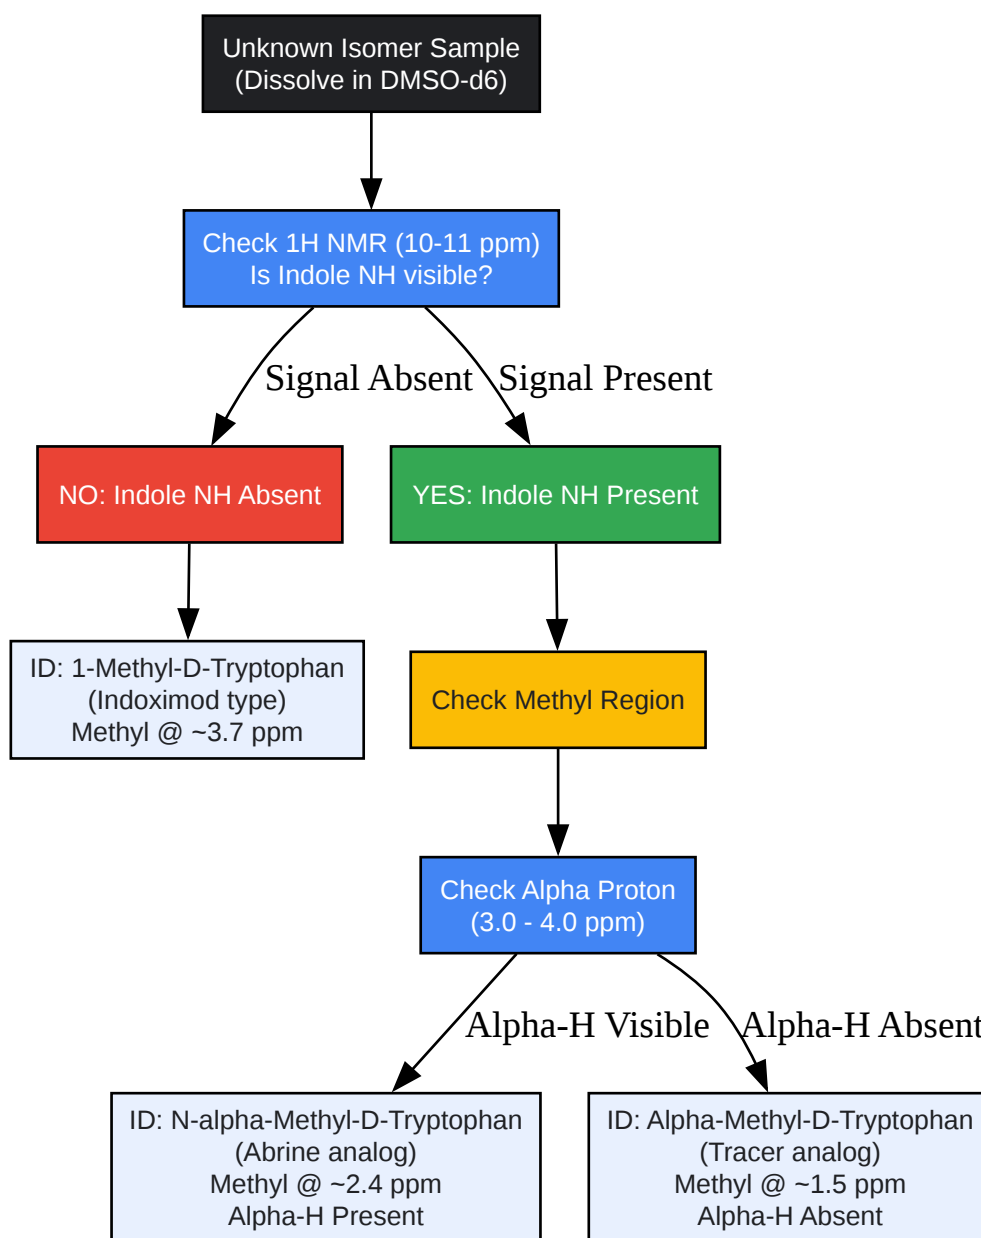 Unknown Isomer Sample
(Dissolve in DMSO-d6)
Check 1H NMR (10-11 ppm)
Is Indole NH visible?
Signal Absent
Signal Present
NO: Indole NH Absent
YES: Indole NH Present
ID: 1-Methyl-D-Tryptophan
(Indoximod type)
Methyl @ ~3.7 ppm
Check Methyl Region
Check Alpha Proton
(3.0 - 4.0 ppm)
Alpha-H Visible
Alpha-H Absent
ID: N-alpha-Methyl-D-Tryptophan
(Abrine analog)
Methyl @ ~2.4 ppm
Alpha-H Present
ID: Alpha-Methyl-D-Tryptophan
(Tracer analog)
Methyl @ ~1.5 ppm
Alpha-H Absent